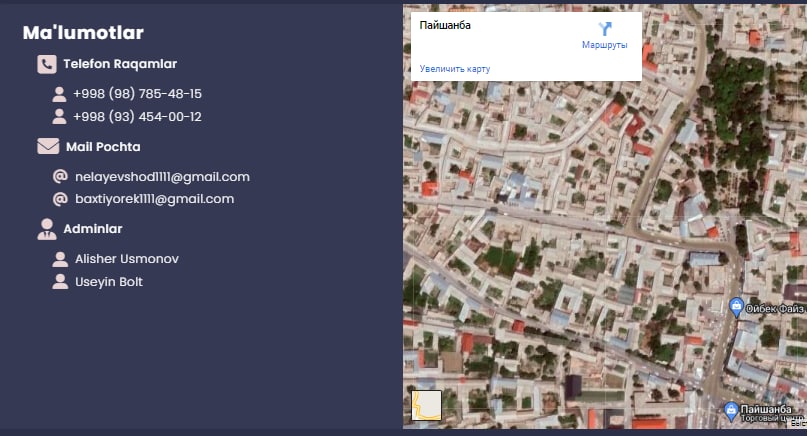 Ma'lumotlar
Telefon Raqamlar
+998 (98) 785-48-15
+998 (93) 454-00-12
Mail Pochta
nelayevshod1111@gmail.com
baxtiyorek1111@gmail.com
Adminlar
Alisher Usmonov
Useyin Bolt
Пайшанба
Маршруты
Увеличить карту
Ойбек Файз
Пайшанба
Торговый центр